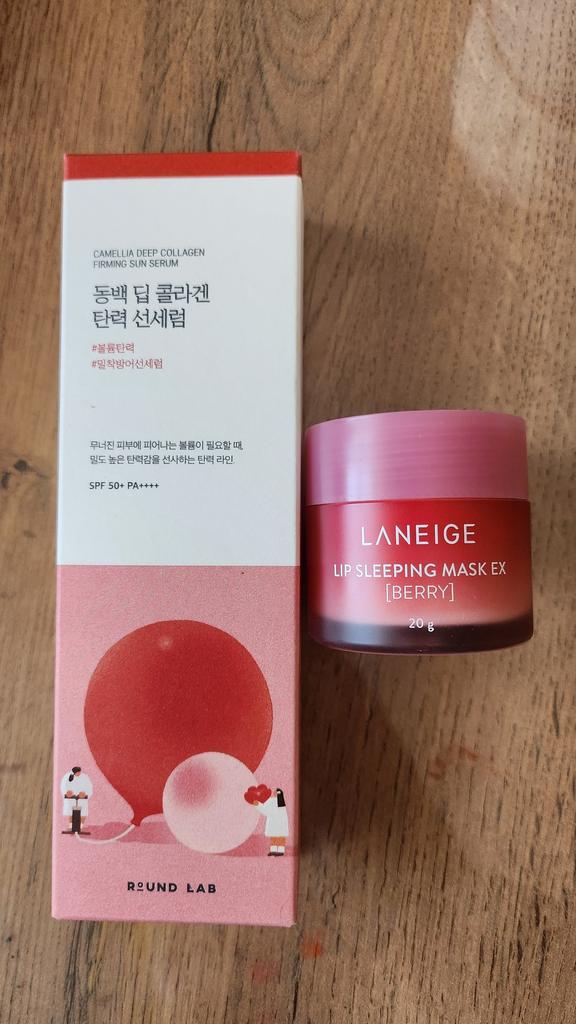 CAMELLIA DEEP COLLAGEN
FIRMING SUN SERUM
동백 딥 콜라겐
탄력 선세럼
#볼륨탄력
#밀착방어선세럼
무너진 피부에 피어나는 볼륨이 필요할 때,
밀도 높은 탄력감을 선사하는 탄력 라인.
SPF 50+ PA++++
ROUND LAB
LANEIGE
LIP SLEEPING MASK EX
[BERRY]
20 g